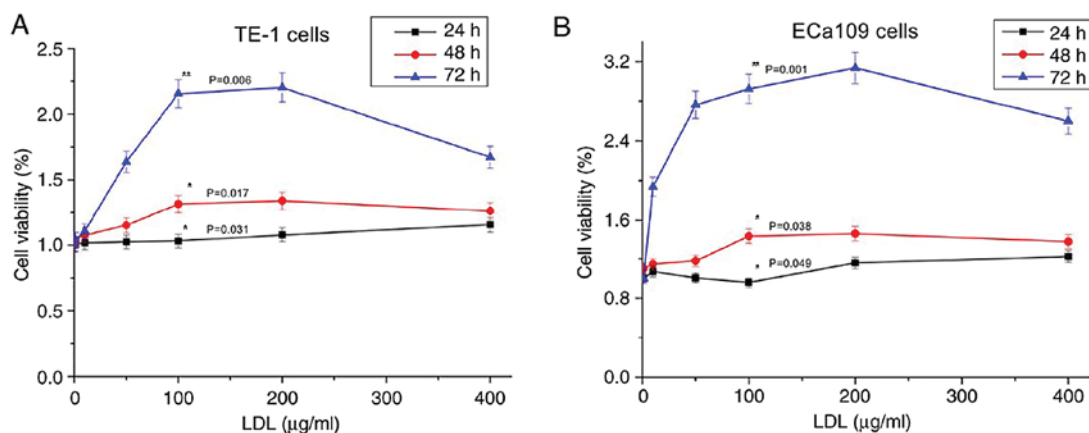 A
TE-1 cells
24 h
48 h
72 h
Cell viability (%)
2.5
2.0
1.5
1.0
0.5
0.0
** P=0.006
* P=0.017
* P=0.031
0 100 200 300 400
LDL (μg/ml)
B
ECa109 cells
24 h
48 h
72 h
Cell viability (%)
3.2
2.4
1.6
0.8
0.0
** P=0.001
* P=0.038
* P=0.049
0 100 200 300 400
LDL (μg/ml)